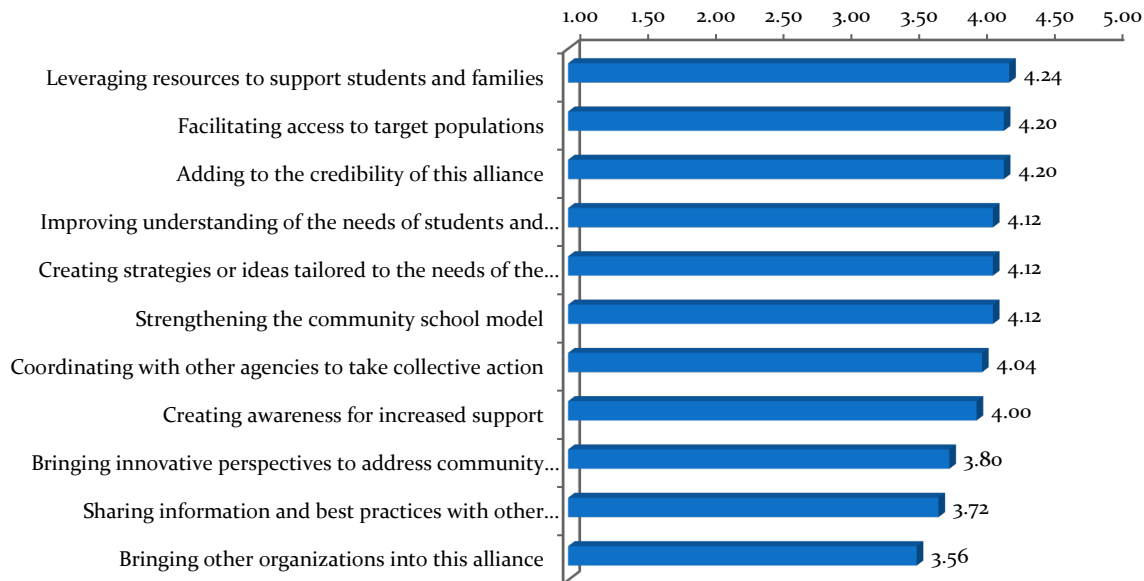 1.00 1.50 2.00 2.50 3.00 3.50 4.00 4.50 5.00
Leveraging resources to support students and families 4.24
Facilitating access to target populations 4.20
Adding to the credibility of this alliance 4.20
Improving understanding of the needs of students and... 4.12
Creating strategies or ideas tailored to the needs of the... 4.12
Strengthening the community school model 4.12
Coordinating with other agencies to take collective action 4.04
Creating awareness for increased support 4.00
Bringing innovative perspectives to address community... 3.80
Sharing information and best practices with other... 3.72
Bringing other organizations into this alliance 3.56